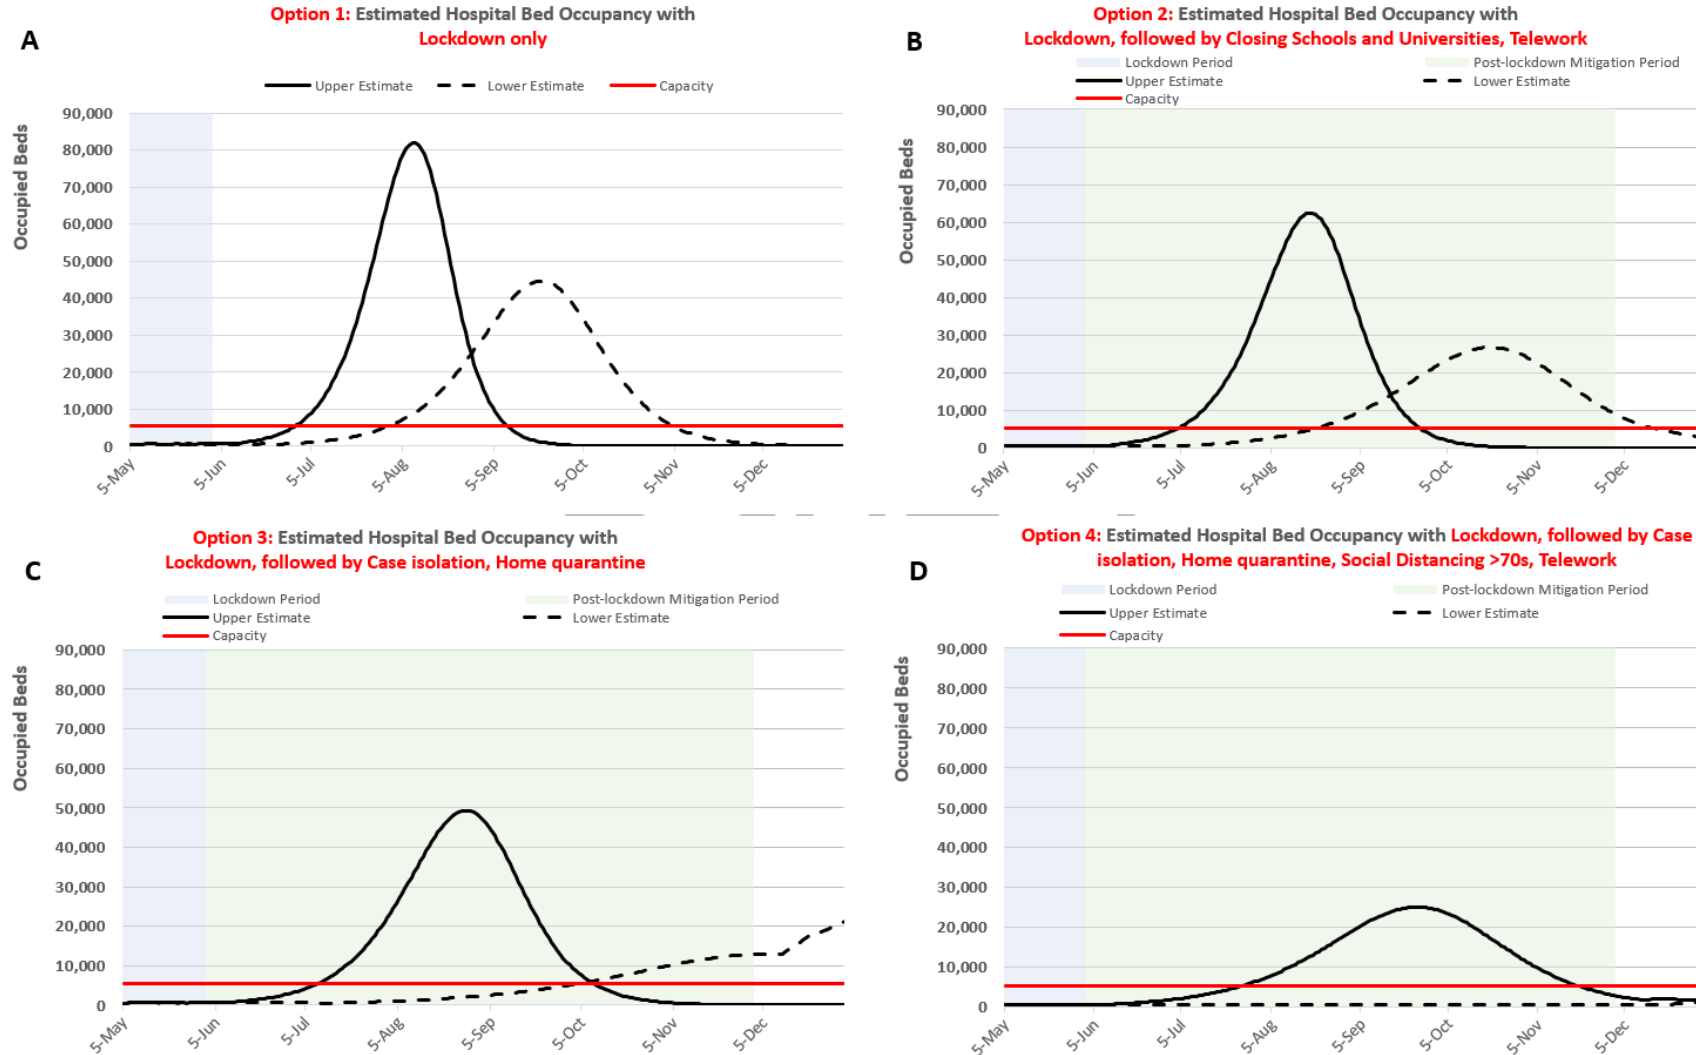 A
Option 1: Estimated Hospital Bed Occupancy with
Lockdown only
Upper Estimate
Lower Estimate
Capacity
Occupied Beds
90,000
80,000
70,000
60,000
50,000
40,000
30,000
20,000
10,000
0
5-May
5-Jun
5-Jul
5-Aug
5-Sep
5-Oct
5-Nov
5-Dec
B
Option 2: Estimated Hospital Bed Occupancy with
Lockdown, followed by Closing Schools and Universities, Telework
Lockdown Period
Post-lockdown Mitigation Period
Upper Estimate
Lower Estimate
Capacity
Occupied Beds
90,000
80,000
70,000
60,000
50,000
40,000
30,000
20,000
10,000
0
5-May
5-Jun
5-Jul
5-Aug
5-Sep
5-Oct
5-Nov
5-Dec
C
Option 3: Estimated Hospital Bed Occupancy with
Lockdown, followed by Case isolation, Home quarantine
Lockdown Period
Post-lockdown Mitigation Period
Upper Estimate
Lower Estimate
Capacity
Occupied Beds
90,000
80,000
70,000
60,000
50,000
40,000
30,000
20,000
10,000
0
5-May
5-Jun
5-Jul
5-Aug
5-Sep
5-Oct
5-Nov
5-Dec
D
Option 4: Estimated Hospital Bed Occupancy with Lockdown, followed by Case
isolation, Home quarantine, Social Distancing >70s, Telework
Lockdown Period
Post-lockdown Mitigation Period
Upper Estimate
Lower Estimate
Capacity
Occupied Beds
90,000
80,000
70,000
60,000
50,000
40,000
30,000
20,000
10,000
0
5-May
5-Jun
5-Jul
5-Aug
5-Sep
5-Oct
5-Nov
5-Dec